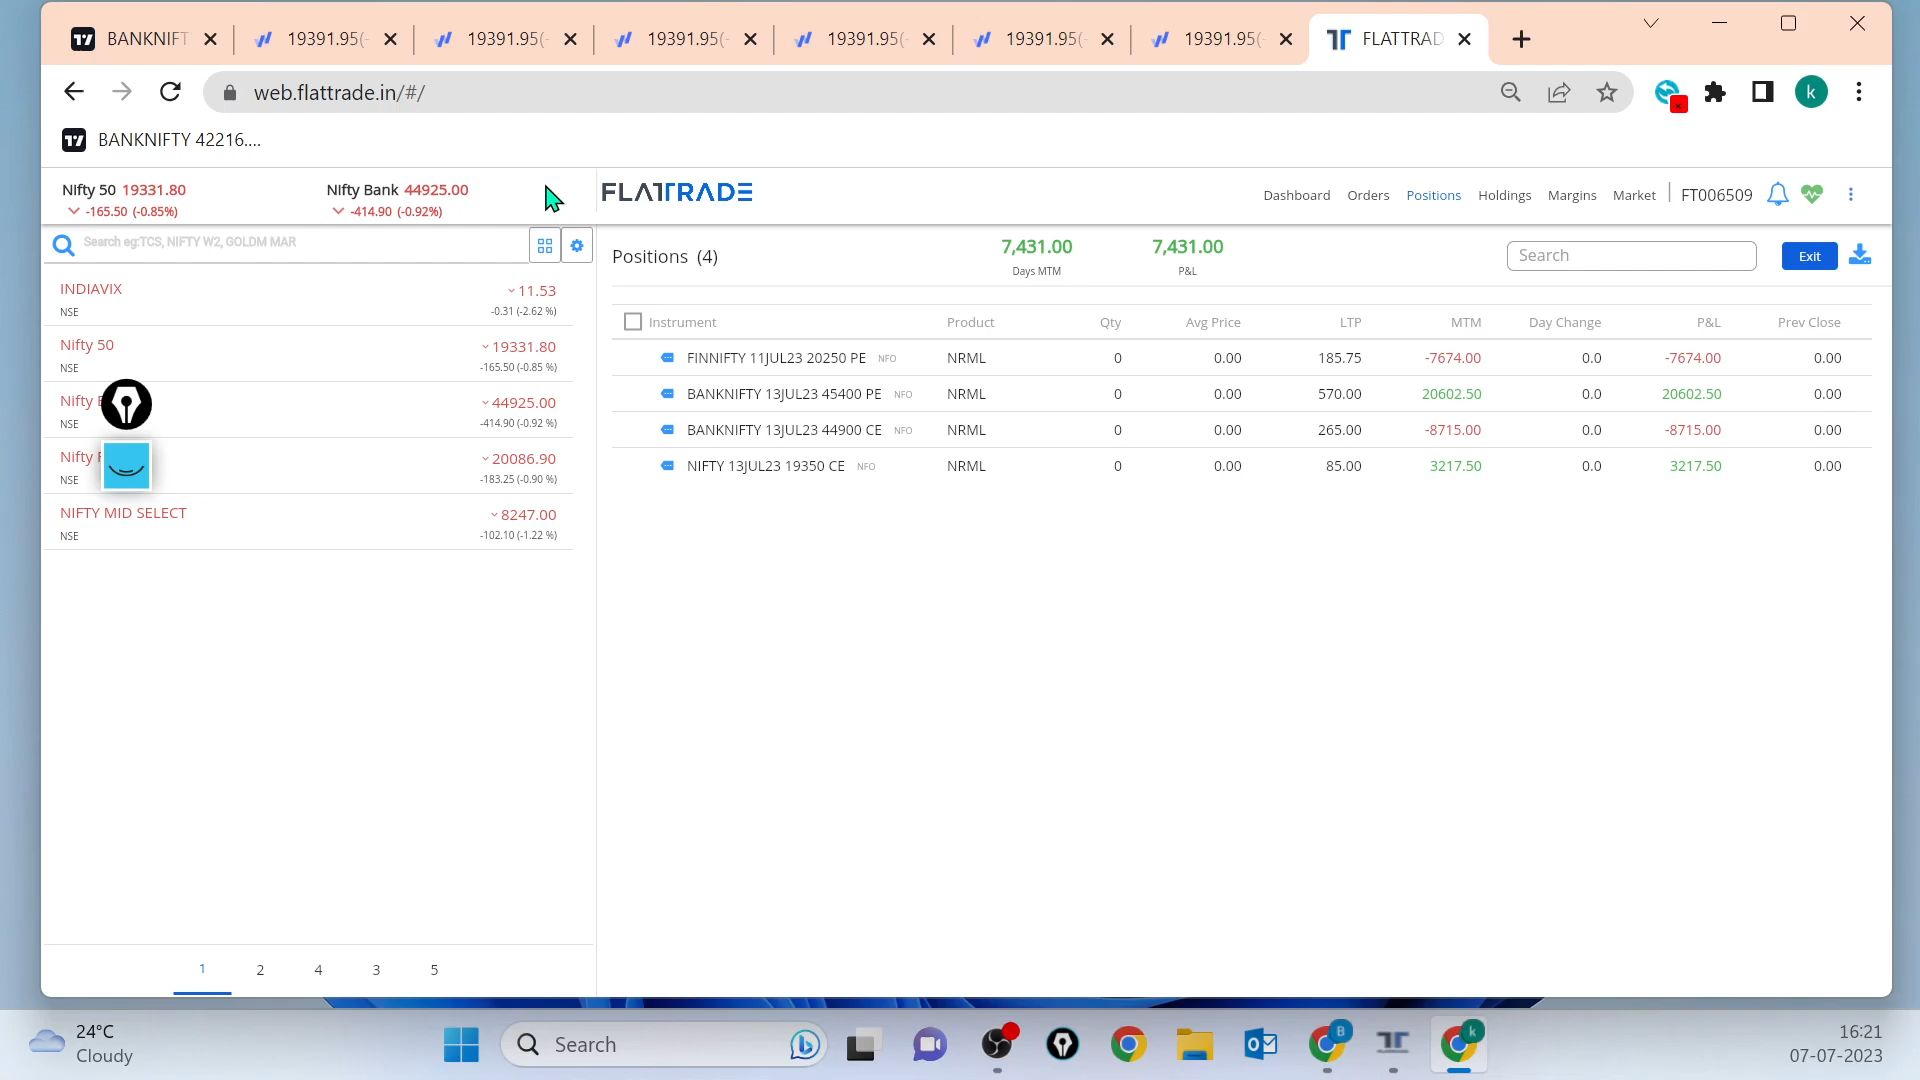 BANKNIFT
19391.95(-
19391.95(-
19391.95(-
19391.95(-
19391.95(-
19391.95(-
FLATTRAD
web.flattrade.in/#/
k
BANKNIFTY 42216....
Nifty 50 19331.80
-165.50 (-0.85%)
Nifty Bank 44925.00
-414.90 (-0.92%)
FLATTRADE
Dashboard Orders Positions Holdings Margins Market FT006509
Search eg:TCS, NIFTY W2, GOLDM MAR
INDIAVIX 11.53
NSE -0.31 (-2.62 %)
Nifty 50 19331.80
NSE -165.50 (-0.85 %)
Nifty 44925.00
NSE -414.90 (-0.92 %)
Nifty 20086.90
NSE -183.25 (-0.90 %)
NIFTY MID SELECT 8247.00
NSE -102.10 (-1.22 %)
1 2 4 3 5
Positions (4)
7,431.00
Days MTM
7,431.00
P&L
Search
Exit
Instrument Product Qty Avg Price LTP MTM Day Change P&L Prev Close
FINNIFTY 11JUL23 20250 PE NFO NRML 0 0.00 185.75 -7674.00 0.0 -7674.00 0.00
BANKNIFTY 13JUL23 45400 PE NFO NRML 0 0.00 570.00 20602.50 0.0 20602.50 0.00
BANKNIFTY 13JUL23 44900 CE NFO NRML 0 0.00 265.00 -8715.00 0.0 -8715.00 0.00
NIFTY 13JUL23 19350 CE NFO NRML 0 0.00 85.00 3217.50 0.0 3217.50 0.00
24°C
Cloudy
Search
B
k
16:21
07-07-2023